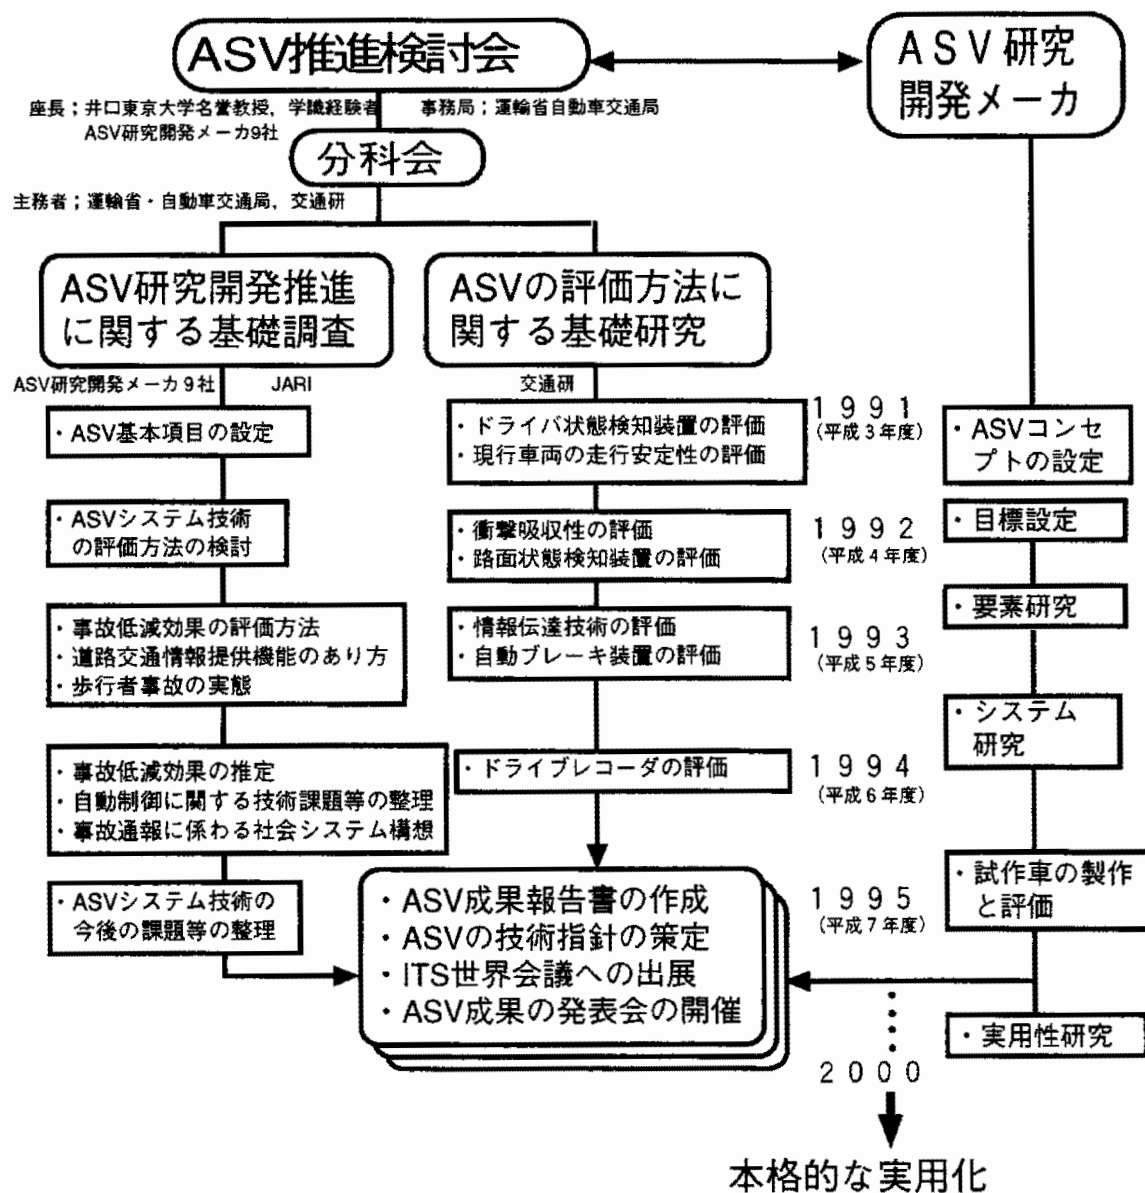 ASV推進検討会
ASV研究
開発メーカ
座長；井口東京大学名誉教授，学識経験者
ASV研究開発メーカ9社
事務局；運輸省自動車交通局
分科会
主務者；運輸省・自動車交通局，交通研
ASV研究開発推進
に関する基礎調査
ASVの評価方法に
関する基礎研究
ASV研究開発メーカ9社
JARI
交通研
・ASV基本項目の設定
・ASVシステム技術
の評価方法の検討
・事故低減効果の評価方法
・道路交通情報提供機能のあり方
・歩行者事故の実態
・事故低減効果の推定
・自動制御に関する技術課題等の整理
・事故通報に係わる社会システム構想
・ASVシステム技術の
今後の課題等の整理
・ドライバ状態検知装置の評価
・現行車両の走行安定性の評価
・衝撃吸収性の評価
・路面状態検知装置の評価
・情報伝達技術の評価
・自動ブレーキ装置の評価
・ドライブレコーダの評価
1991
(平成3年度)
1992
(平成4年度)
1993
(平成5年度)
1994
(平成6年度)
1995
(平成7年度)
・ASVコンセ
プトの設定
・目標設定
・要素研究
・システム
研究
・試作車の製作
と評価
・実用性研究
・ASV成果報告書の作成
・ASVの技術指針の策定
・ITS世界会議への出展
・ASV成果の発表会の開催
2000
本格的な実用化